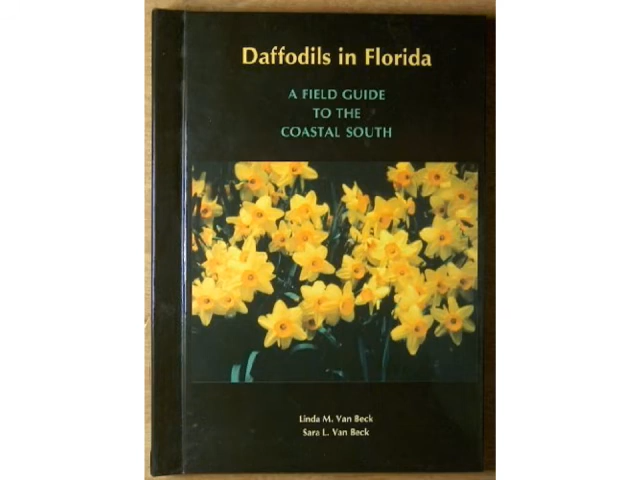 Daffodils in Florida
A FIELD GUIDE
TO THE
COASTAL SOUTH
Linda M. Van Beck
Sara L. Van Beck